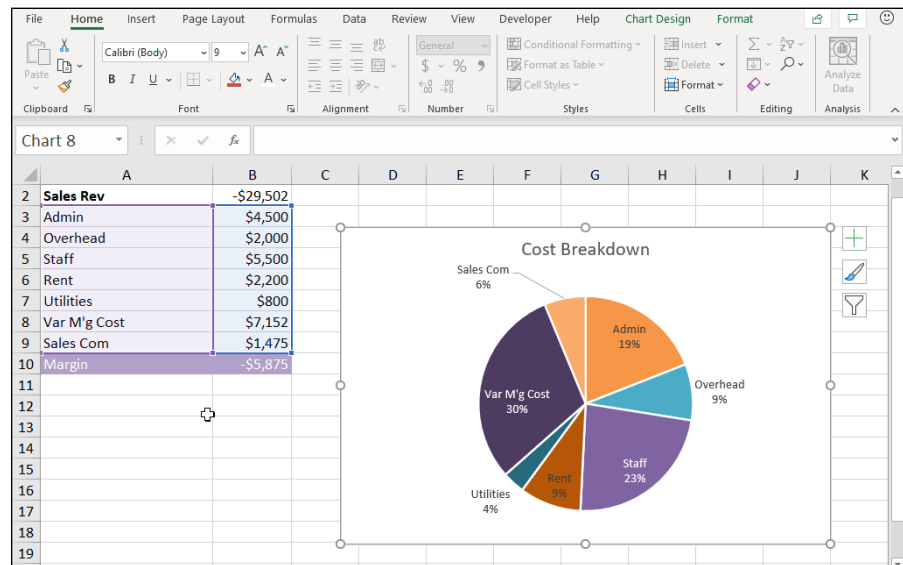 File Home Insert Page Layout Formulas Data Review View Developer Help Chart Design Format
Calibri (Body) 9 A A General Conditional Formatting Insert
Paste B I U A $ % Format as Table Delete Analyze
Cell Styles Format Data
Clipboard Font Alignment Number Styles Cells Editing Analysis
Chart 8 fx
A B C D E F G H I J K
2 Sales Rev -$29,502
3 Admin $4,500
4 Overhead $2,000
5 Staff $5,500
6 Rent $2,200
7 Utilities $800
8 Var M'g Cost $7,152
9 Sales Com $1,475
10 Margin -$5,875
11
12
13
14
15
16
17
18
19
Cost Breakdown
Sales Com
6%
Admin
19%
Overhead
9%
Var M'g Cost
30%
Staff
23%
Rent
9%
Utilities
4%